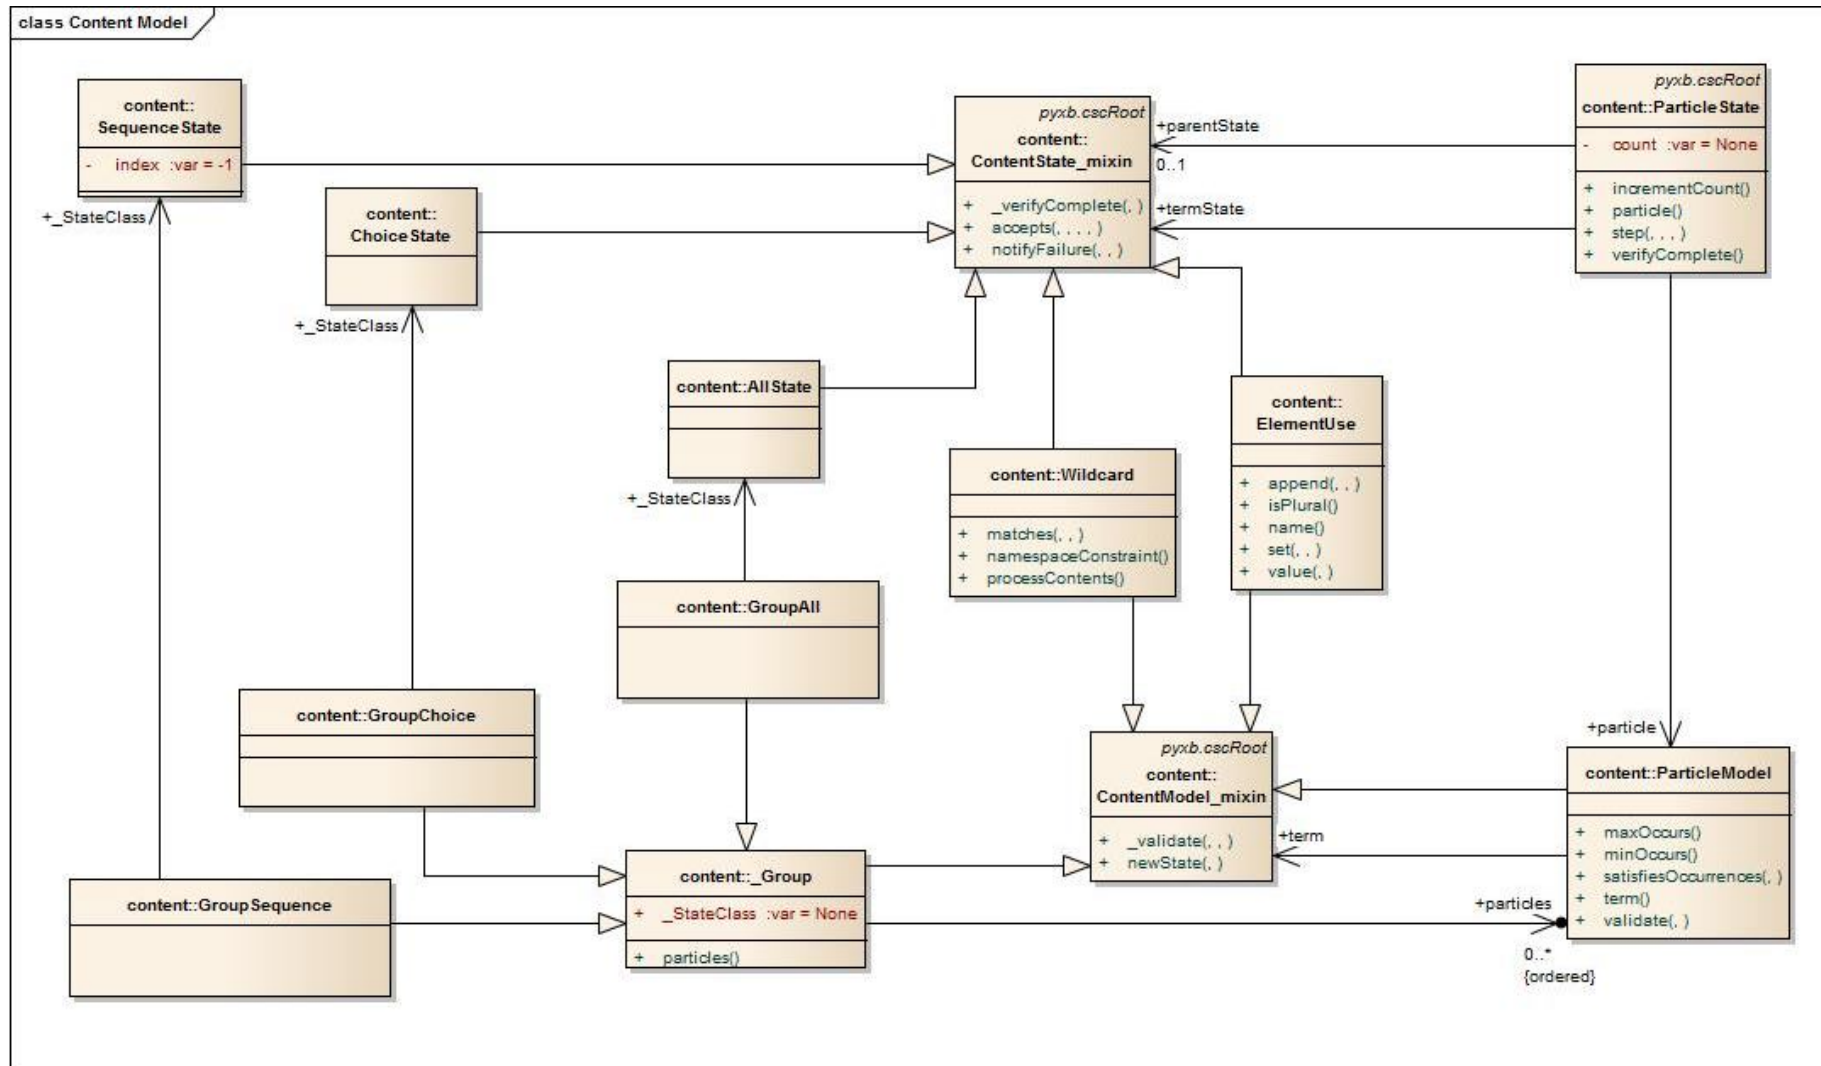 class Content Model
content::
SequenceState
- index :var = -1
+_StateClass
content::
ChoiceState
+_StateClass
pyxb.cscRoot
content::
ContentState_mixin
+ _verifyComplete(, )
+ accepts(, , , , )
+ notifyFailure(, , )
+parentState
0..1
+termState
pyxb.cscRoot
content::ParticleState
- count :var = None
+ incrementCount()
+ particle()
+ step(, , , )
+ verifyComplete()
content::AllState
+_StateClass
content::Wildcard
+ matches(, , )
+ namespaceConstraint()
+ processContents()
content::
ElementUse
+ append(, , )
+ isPlural()
+ name()
+ set(, , )
+ value(, )
content::GroupAll
content::GroupChoice
content::GroupSequence
content::_Group
+ _StateClass :var = None
+ particles()
pyxb.cscRoot
content::
ContentModel_mixin
+ _validate(, , )
+ newState(, )
+particle
content::ParticleModel
+ maxOccurs()
+ minOccurs()
+ satisfiesOccurrences(, )
+ term()
+ validate(, )
+term
+particles
0..*
{ordered}